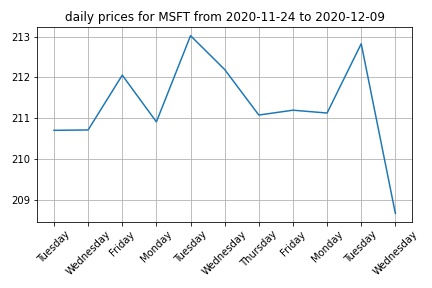 daily prices for MSFT from 2020-11-24 to 2020-12-09
213
212
211
210
209
Tuesday
Wednesday
Friday
Monday
Tuesday
Wednesday
Thursday
Friday
Monday
Tuesday
Wednesday